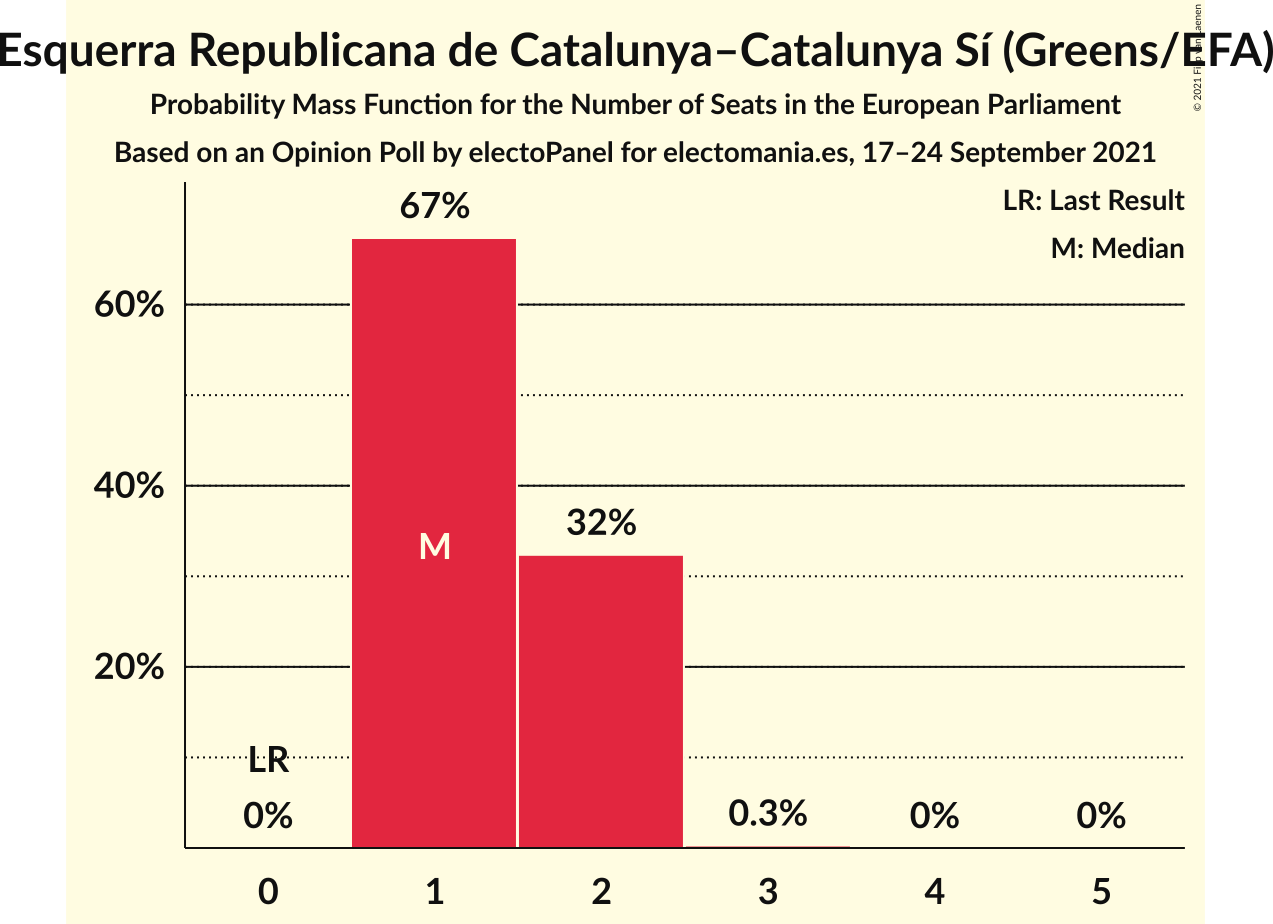 Esquerra Republicana de Catalunya–Catalunya Sí (Greens/EFA)
Probability Mass Function for the Number of Seats in the European Parliament
Based on an Opinion Poll by electoPanel for electomania.es, 17–24 September 2021
LR: Last Result
M: Median
67%
60%
40%
32%
M
20%
LR
0%
0.3%
0%
0%
0 1 2 3 4 5
© 2021